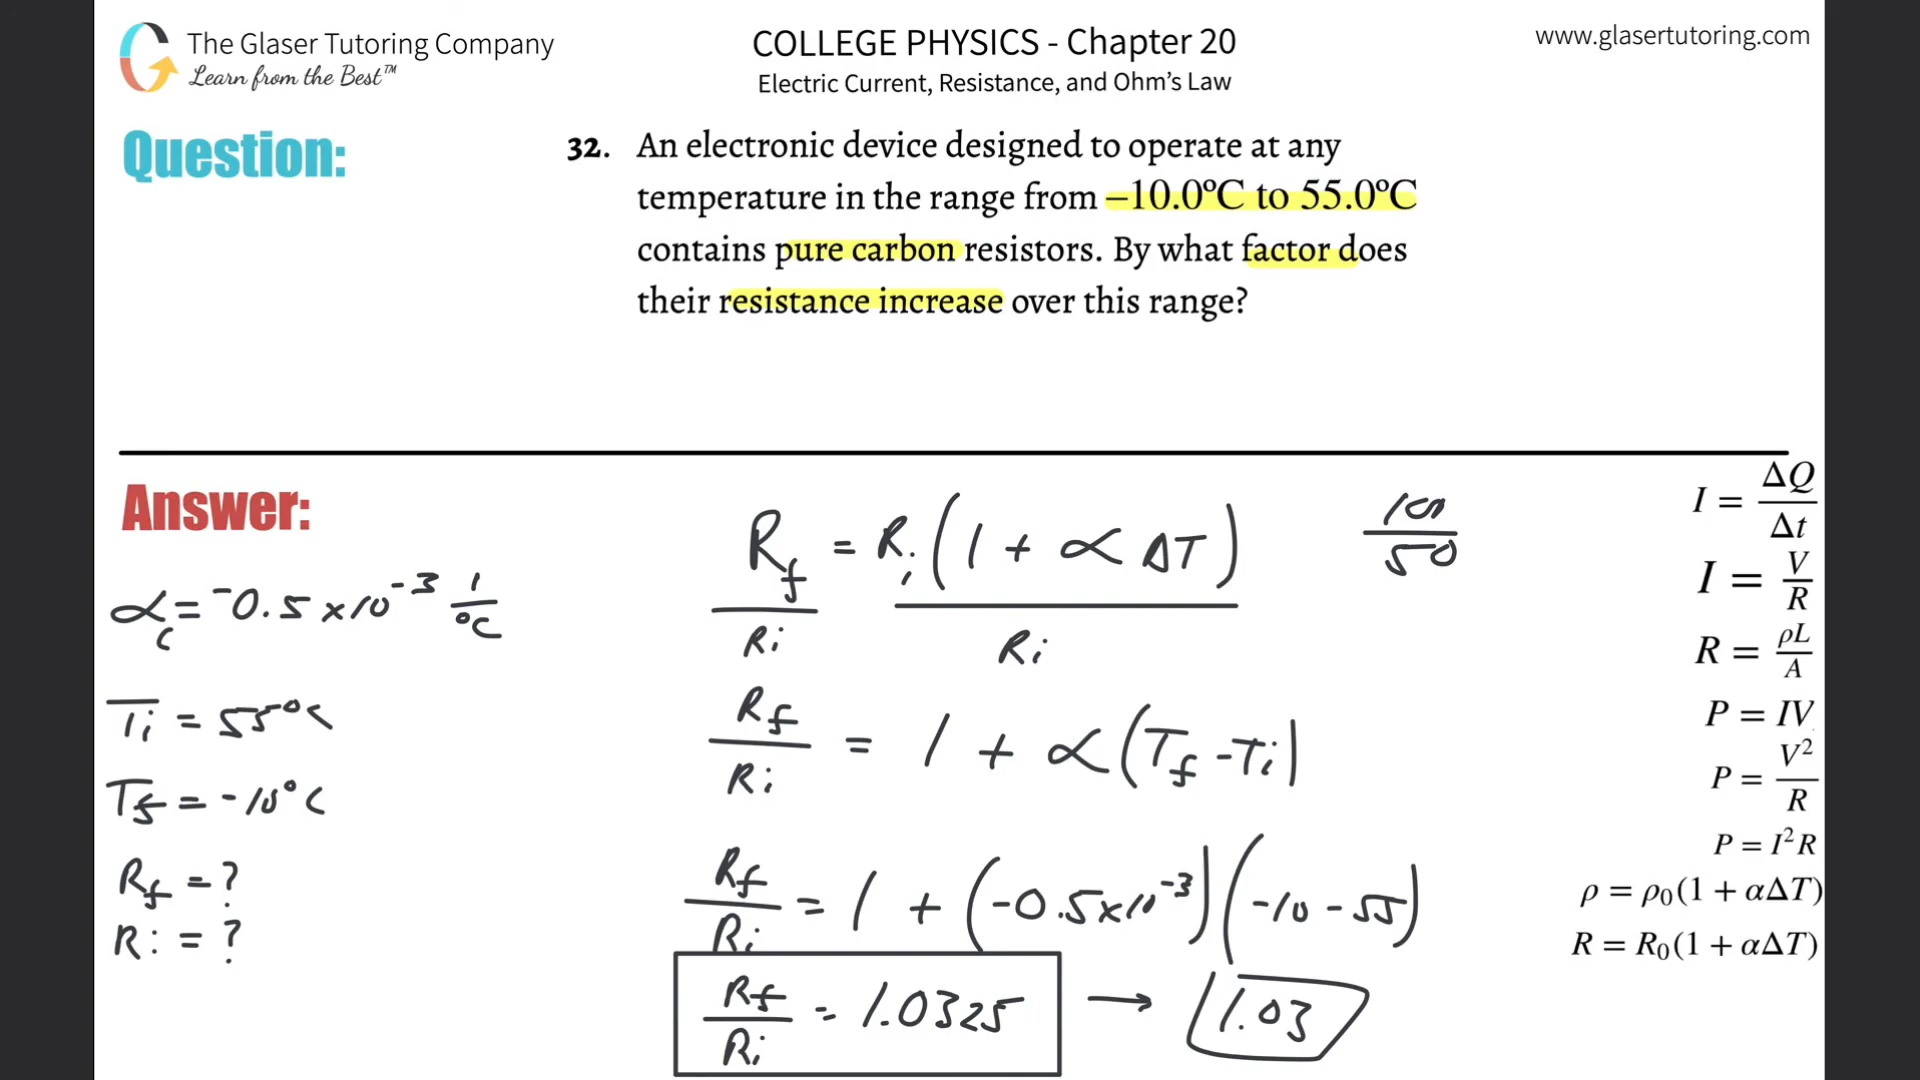 The Glaser Tutoring Company
Learn from the Best™
COLLEGE PHYSICS - Chapter 20
Electric Current, Resistance, and Ohm's Law
www.glasertutoring.com
Question:
32. An electronic device designed to operate at any
temperature in the range from –10.0ºC to 55.0ºC
contains pure carbon resistors. By what factor does
their resistance increase over this range?
Answer:
α_c = -0.5 x 10^-3 1/°C
Ti = 55°C
Tf = -10°C
Rf = ?
Ri = ?
Rf/Ri = Ri(1 + α ΔT)/Ri
100/50
Rf/Ri = 1 + α(Tf - Ti)
Rf/Ri = 1 + (-0.5x10^-3)(-10 - 55)
Rf/Ri = 1.0325 → 1.03
I = ΔQ/Δt
I = V/R
R = ρL/A
P = IV
P = V²/R
P = I²R
ρ = ρ₀(1 + αΔT)
R = R₀(1 + αΔT)